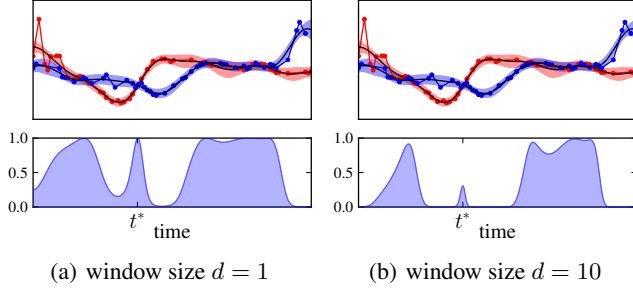 1.0
0.5
0.0
t*
time
(a) window size d = 1
1.0
0.5
0.0
t*
time
(b) window size d = 10